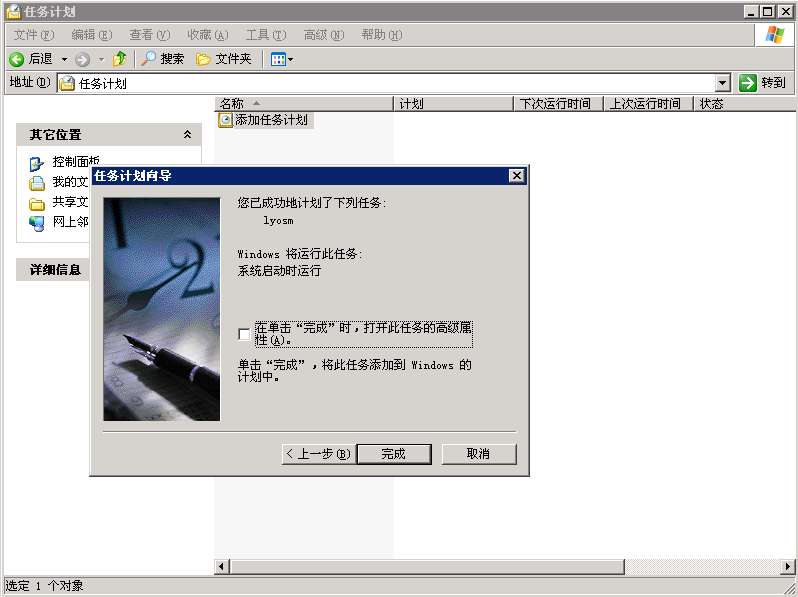 任务计划
文件(F) 编辑(E) 查看(V) 收藏(A) 工具(T) 高级(N) 帮助(H)
后退 搜索 文件夹
地址(D) 任务计划 转到
名称 计划 下次运行时间 上次运行时间 状态
添加任务计划
其它位置
控制面板
我的文
共享文
网上邻
详细信息
任务计划向导
您已成功地计划了下列任务:
lyosm
Windows 将运行此任务:
系统启动时运行
在单击“完成”时，打开此任务的高级属
性(A)。
单击“完成”，将此任务添加到 Windows 的
计划中。
< 上一步(B) 完成 取消
选定 1 个对象